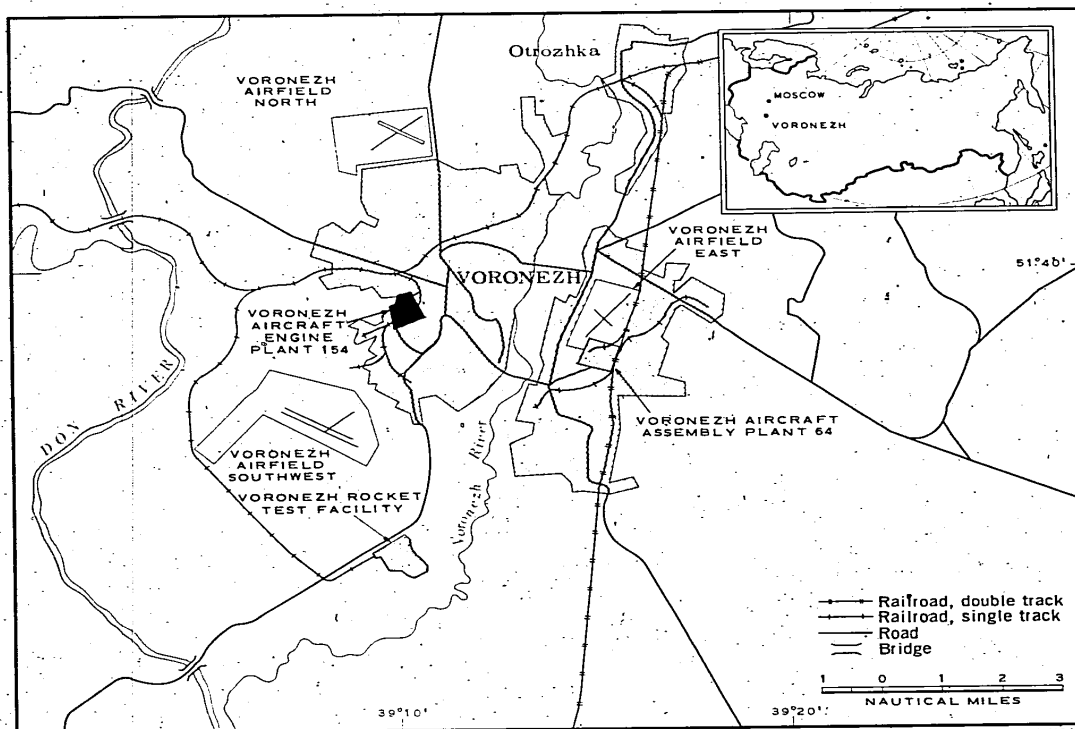 Otrozhka
VORONEZH
AIRFIELD
NORTH
MOSCOW
VORONEZH
VORONEZH
AIRFIELD
EAST
51°40'
VORONEZH
VORONEZH
AIRCRAFT
ENGINE
PLANT 154
DON RIVER
VORONEZH AIRCRAFT
ASSEMBLY PLANT 64
VORONEZH
AIRFIELD
SOUTHWEST
VORONEZH ROCKET
TEST FACILITY
Voronezh River
Railroad, double track
Railroad, single track
Road
Bridge
1 0 1 2 3
NAUTICAL MILES
39°10'
39°20'